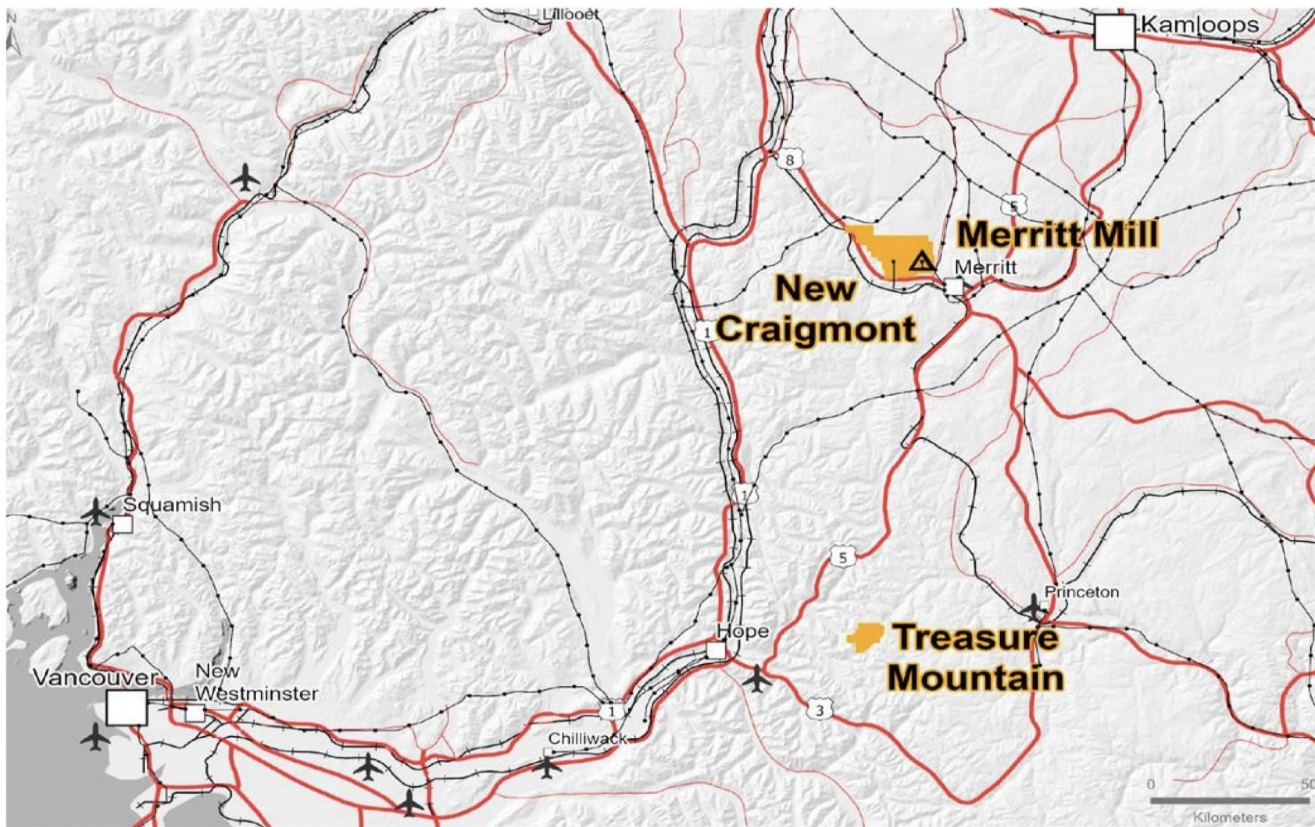 N
Lillooet
Kamloops
8
5
Merritt Mill
Merritt
New
Craigmont
1
1
Squamish
5
Princeton
Hope
Treasure
Mountain
Vancouver
New
Westminster
1
3
Chilliwack
0
50
Kilometers